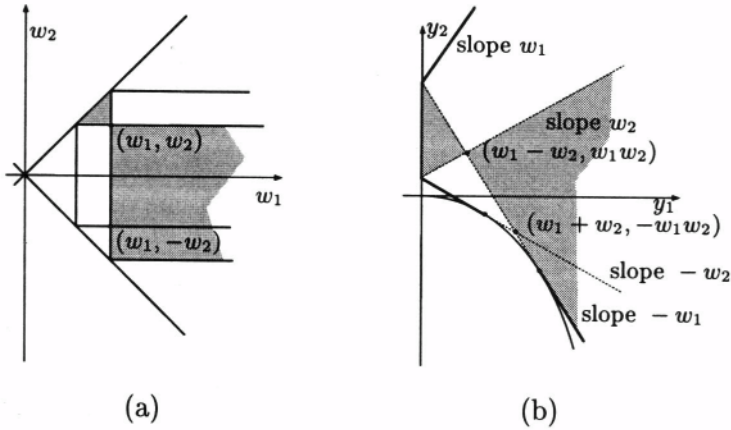 w₂
(w₁, w₂)
w₁
(w₁, −w₂)
(a)
y₂
slope w₁
slope w₂
(w₁ − w₂, w₁w₂)
y₁
(w₁ + w₂, −w₁w₂)
slope − w₂
slope − w₁
(b)